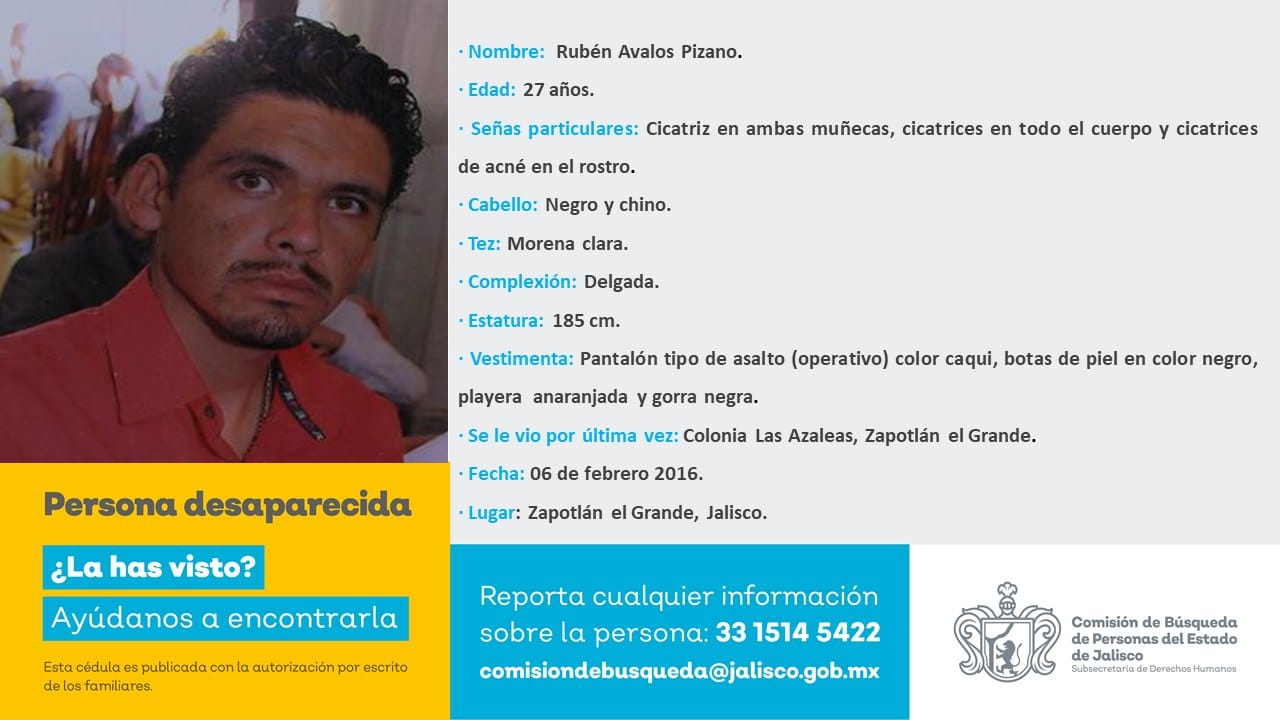 · Nombre: Rubén Avalos Pizano.
· Edad: 27 años.
· Señas particulares: Cicatriz en ambas muñecas, cicatrices en todo el cuerpo y cicatrices
de acné en el rostro.
· Cabello: Negro y chino.
· Tez: Morena clara.
· Complexión: Delgada.
· Estatura: 185 cm.
· Vestimenta: Pantalón tipo de asalto (operativo) color caqui, botas de piel en color negro,
playera anaranjada y gorra negra.
· Se le vio por última vez: Colonia Las Azaleas, Zapotlán el Grande.
· Fecha: 06 de febrero 2016.
· Lugar: Zapotlán el Grande, Jalisco.
Persona desaparecida
¿La has visto?
Ayúdanos a encontrarla
Esta cédula es publicada con la autorización por escrito
de los familiares.
Reporta cualquier información
sobre la persona: 33 1514 5422
comisiondebusqueda@jalisco.gob.mx
Comisión de Búsqueda
de Personas del Estado
de Jalisco
Subsecretaría de Derechos Humanos